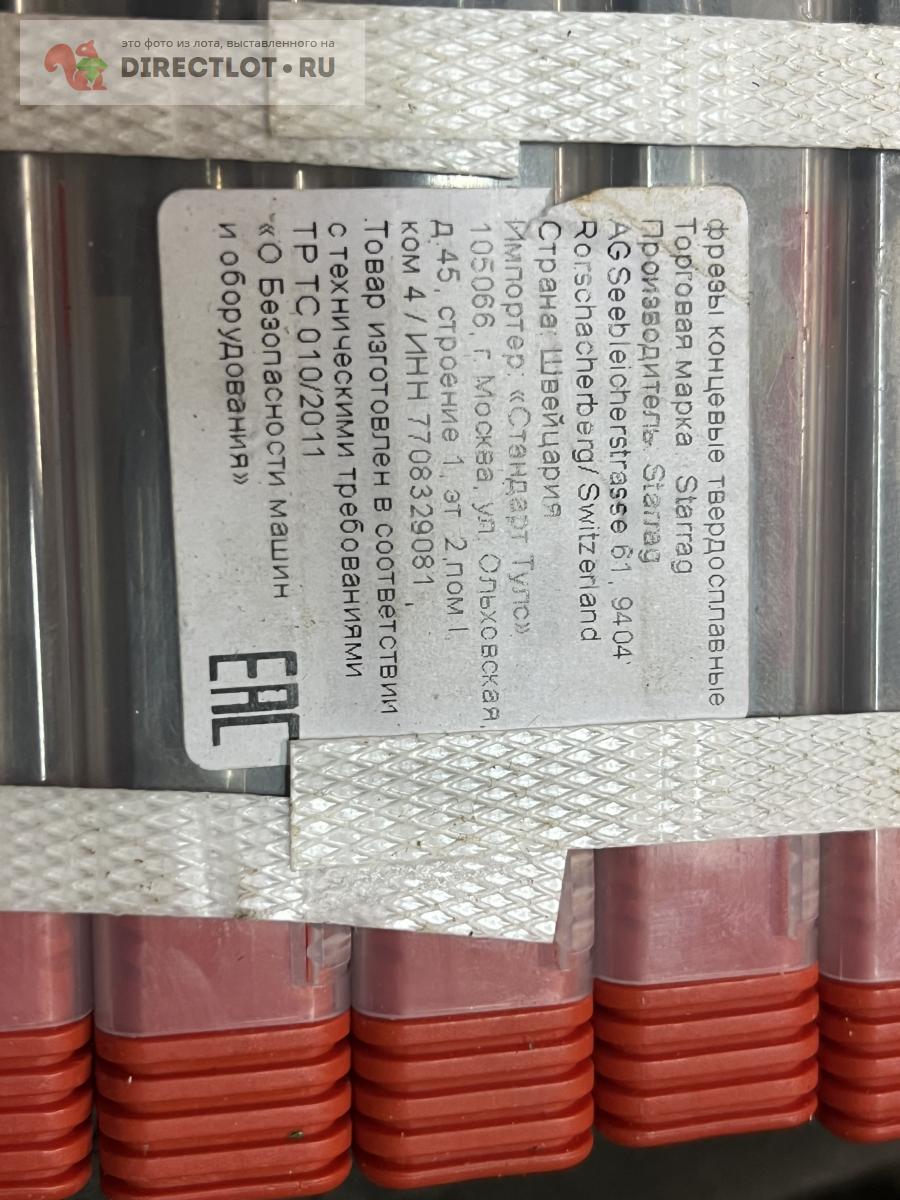 это фото из лота, выставленного на
DIRECTLOT•RU
фрезы концевые твердосплавные
Торговая марка Starrag
Производитель: Starrag
AG Seebleicherstrasse 61, 9404
Rorschacherberg/ Switzerland
Страна: Швейцария
Импортер: «Стандарт Тулс»
105066, г. Москва, ул. Ольховская,
д.45, строение 1, эт 2,пом I,
ком 4 / ИНН 7708329081 ,
Товар изготовлен в соответствии
с техническими требованиями
ТР ТС 010/2011
«О Безопасности машин
и оборудования»
EAC